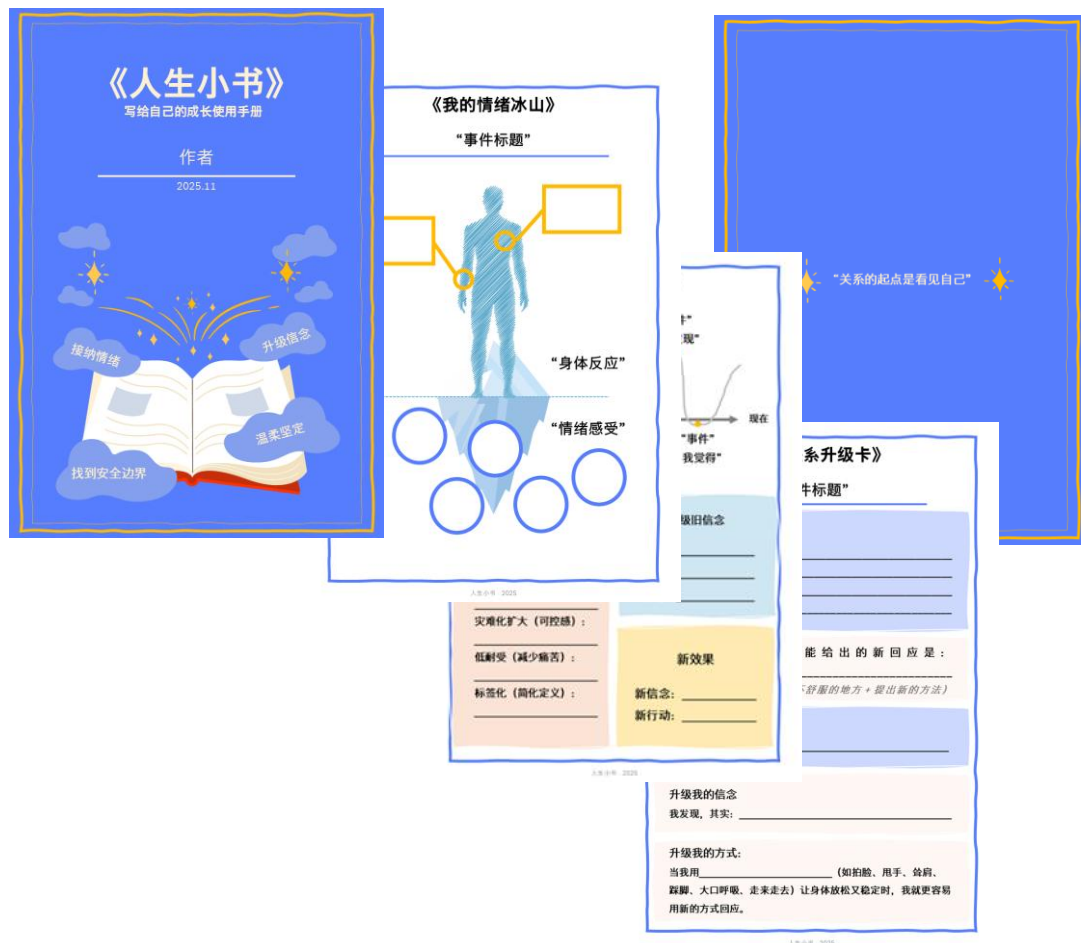 《人生小书》
写给自己的成长使用手册
作者
2025.11
接纳情绪
升级信念
温柔坚定
找到安全边界
《我的情绪冰山》
“事件标题”
“身体反应”
“情绪感受”
人生小书 2025
件”
现”
现在
“事件”
我觉得”
级旧信念
灾难化扩大（可控感）：
低耐受（减少痛苦）：
标签化（简化定义）：
新效果
新信念：
新行动：
人生小书 2025
“关系的起点是看见自己”
系升级卡》
件标题”
能给出的新回应是：
舒服的地方 + 提出新的方法）
升级我的信念
我发现，其实：
升级我的方式：
当我用（如拍脸、甩手、耸肩、
踩脚、大口呼吸、走来走去）让身体放松又稳定时，我就更容易
用新的方式回应。
人生小书 2025